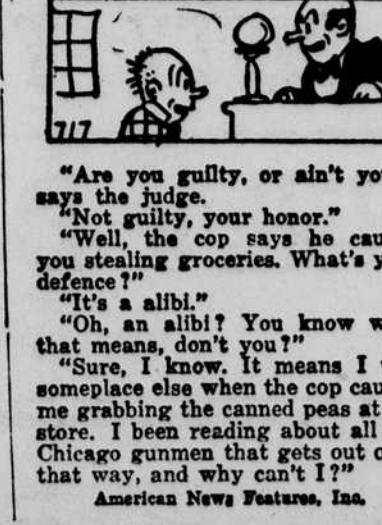 7/7
"Are you guilty, or ain't yo
says the judge.
"Not guilty, your honor."
"Well, the cop says he cau
you stealing groceries. What's y
defence?"
"It's a alibi."
"Oh, an alibi? You know w
that means, don't you?"
"Sure, I know. It means I
someplace else when the cop cau
me grabbing the canned peas at
store. I been reading about all
Chicago gunmen that gets out o
that way, and why can't I?"
American News Features, Inc.